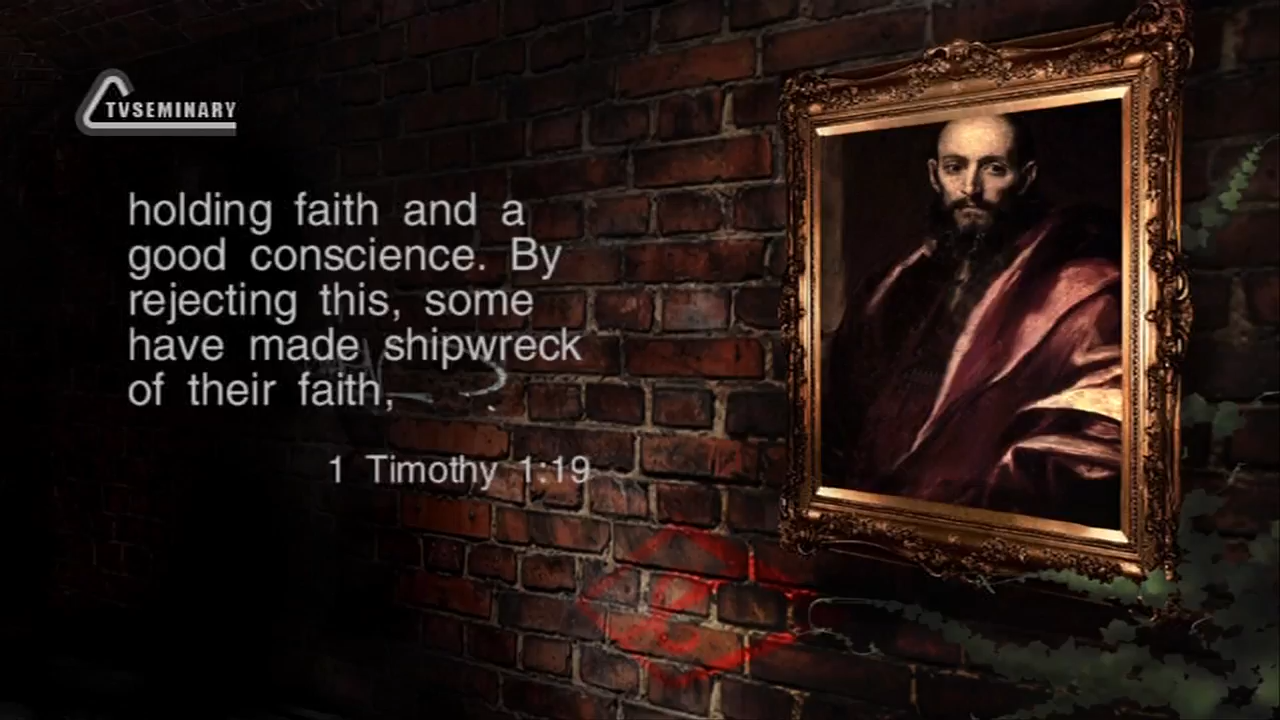 TVSEMINARY
holding faith and a
good conscience. By
rejecting this, some
have made shipwreck
of their faith,
1 Timothy 1:19